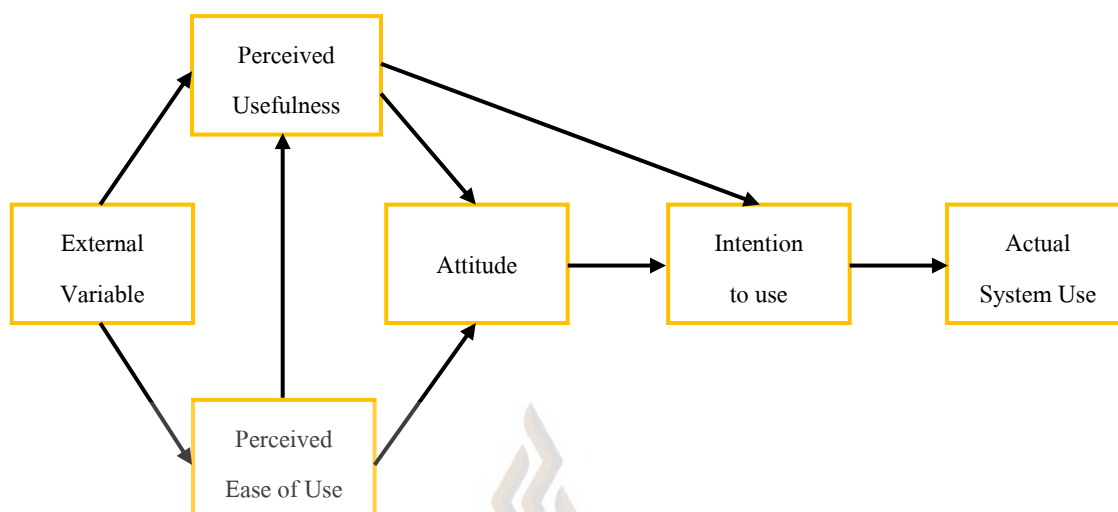 Perceived
Usefulness
External
Variable
Attitude
Intention
to use
Actual
System Use
Perceived
Ease of Use